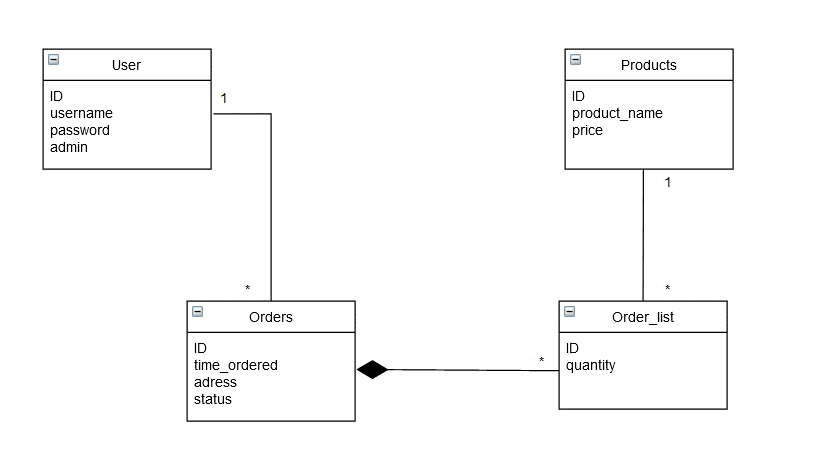 User
ID
username
password
admin
1
Products
ID
product_name
price
1
*
*
Orders
ID
time_ordered
adress
status
*
Order_list
ID
quantity